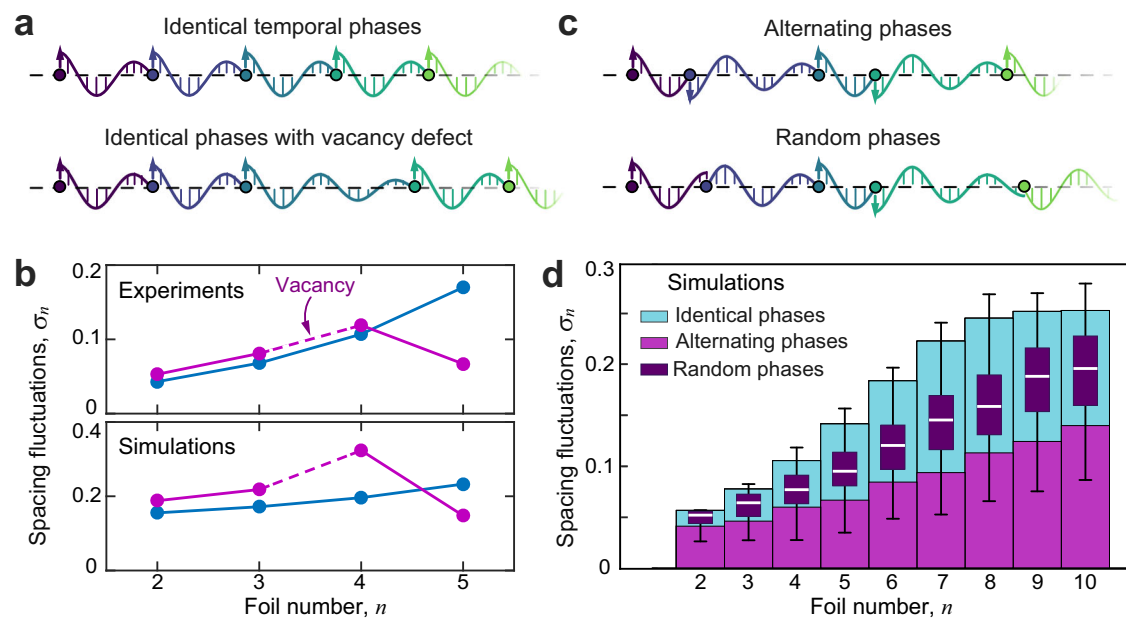 a
Identical temporal phases
Identical phases with vacancy defect
c
Alternating phases
Random phases
b
Spacing fluctuations, σn
0.2
0.1
0
Experiments
Vacancy
0.4
0.2
0
Simulations
2 3 4 5
Foil number, n
d
Spacing fluctuations, σn
0.3
0.2
0.1
0
Simulations
Identical phases
Alternating phases
Random phases
2 3 4 5 6 7 8 9 10
Foil number, n